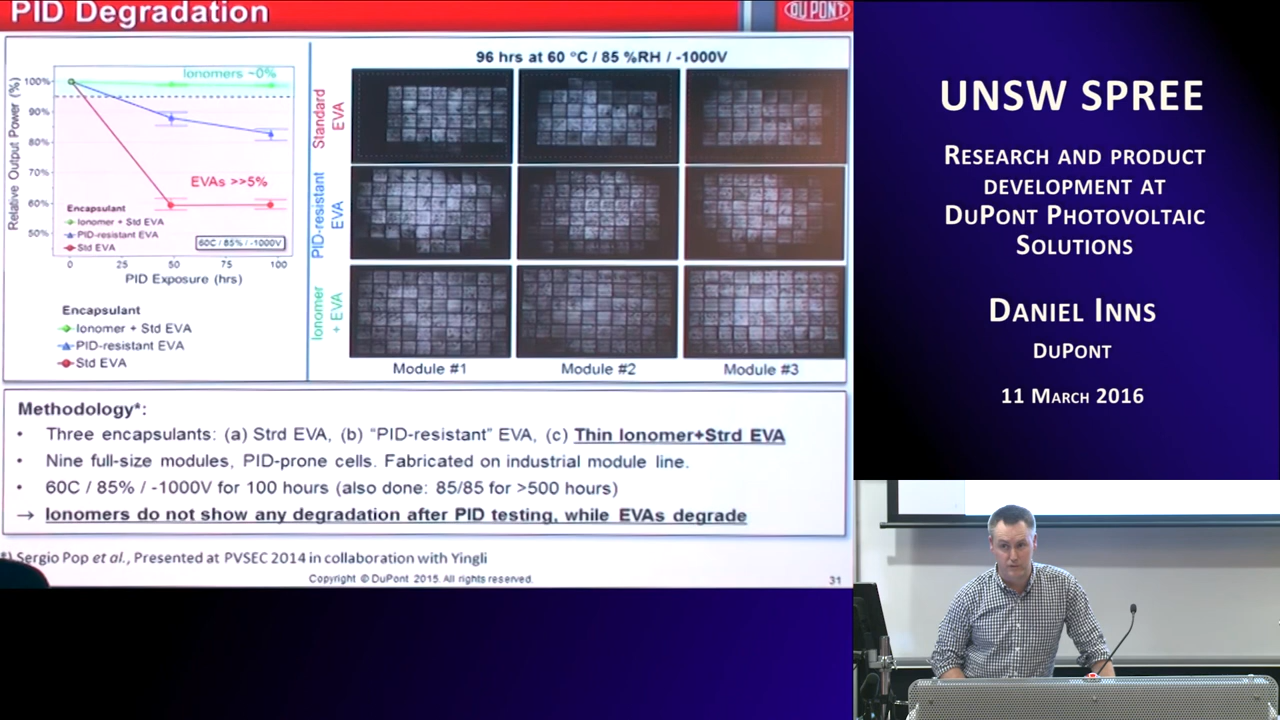 PID Degradation
DU PONT
Relative Output Power (%)
100%
90%
80%
70%
60%
50%
Ionomers ~0%
EVAs >>5%
Encapsulant
Ionomer + Std EVA
PID-resistant EVA
Std EVA
60C / 85% / -1000V
0 25 50 75 100
PID Exposure (hrs)
Encapsulant
Ionomer + Std EVA
PID-resistant EVA
Std EVA
96 hrs at 60 °C / 85 %RH / -1000V
Standard
EVA
PID-resistant
EVA
Ionomer
+ EVA
Module #1 Module #2 Module #3
Methodology*:
• Three encapsulants: (a) Strd EVA, (b) "PID-resistant" EVA, (c) Thin Ionomer+Strd EVA
• Nine full-size modules, PID-prone cells. Fabricated on industrial module line.
• 60C / 85% / -1000V for 100 hours (also done: 85/85 for >500 hours)
→ Ionomers do not show any degradation after PID testing, while EVAs degrade
*) Sergio Pop et al., Presented at PVSEC 2014 in collaboration with Yingli
Copyright © DuPont 2015. All rights reserved.
31
UNSW SPREE
Research and product
development at
DuPont Photovoltaic
Solutions
Daniel Inns
DuPont
11 March 2016